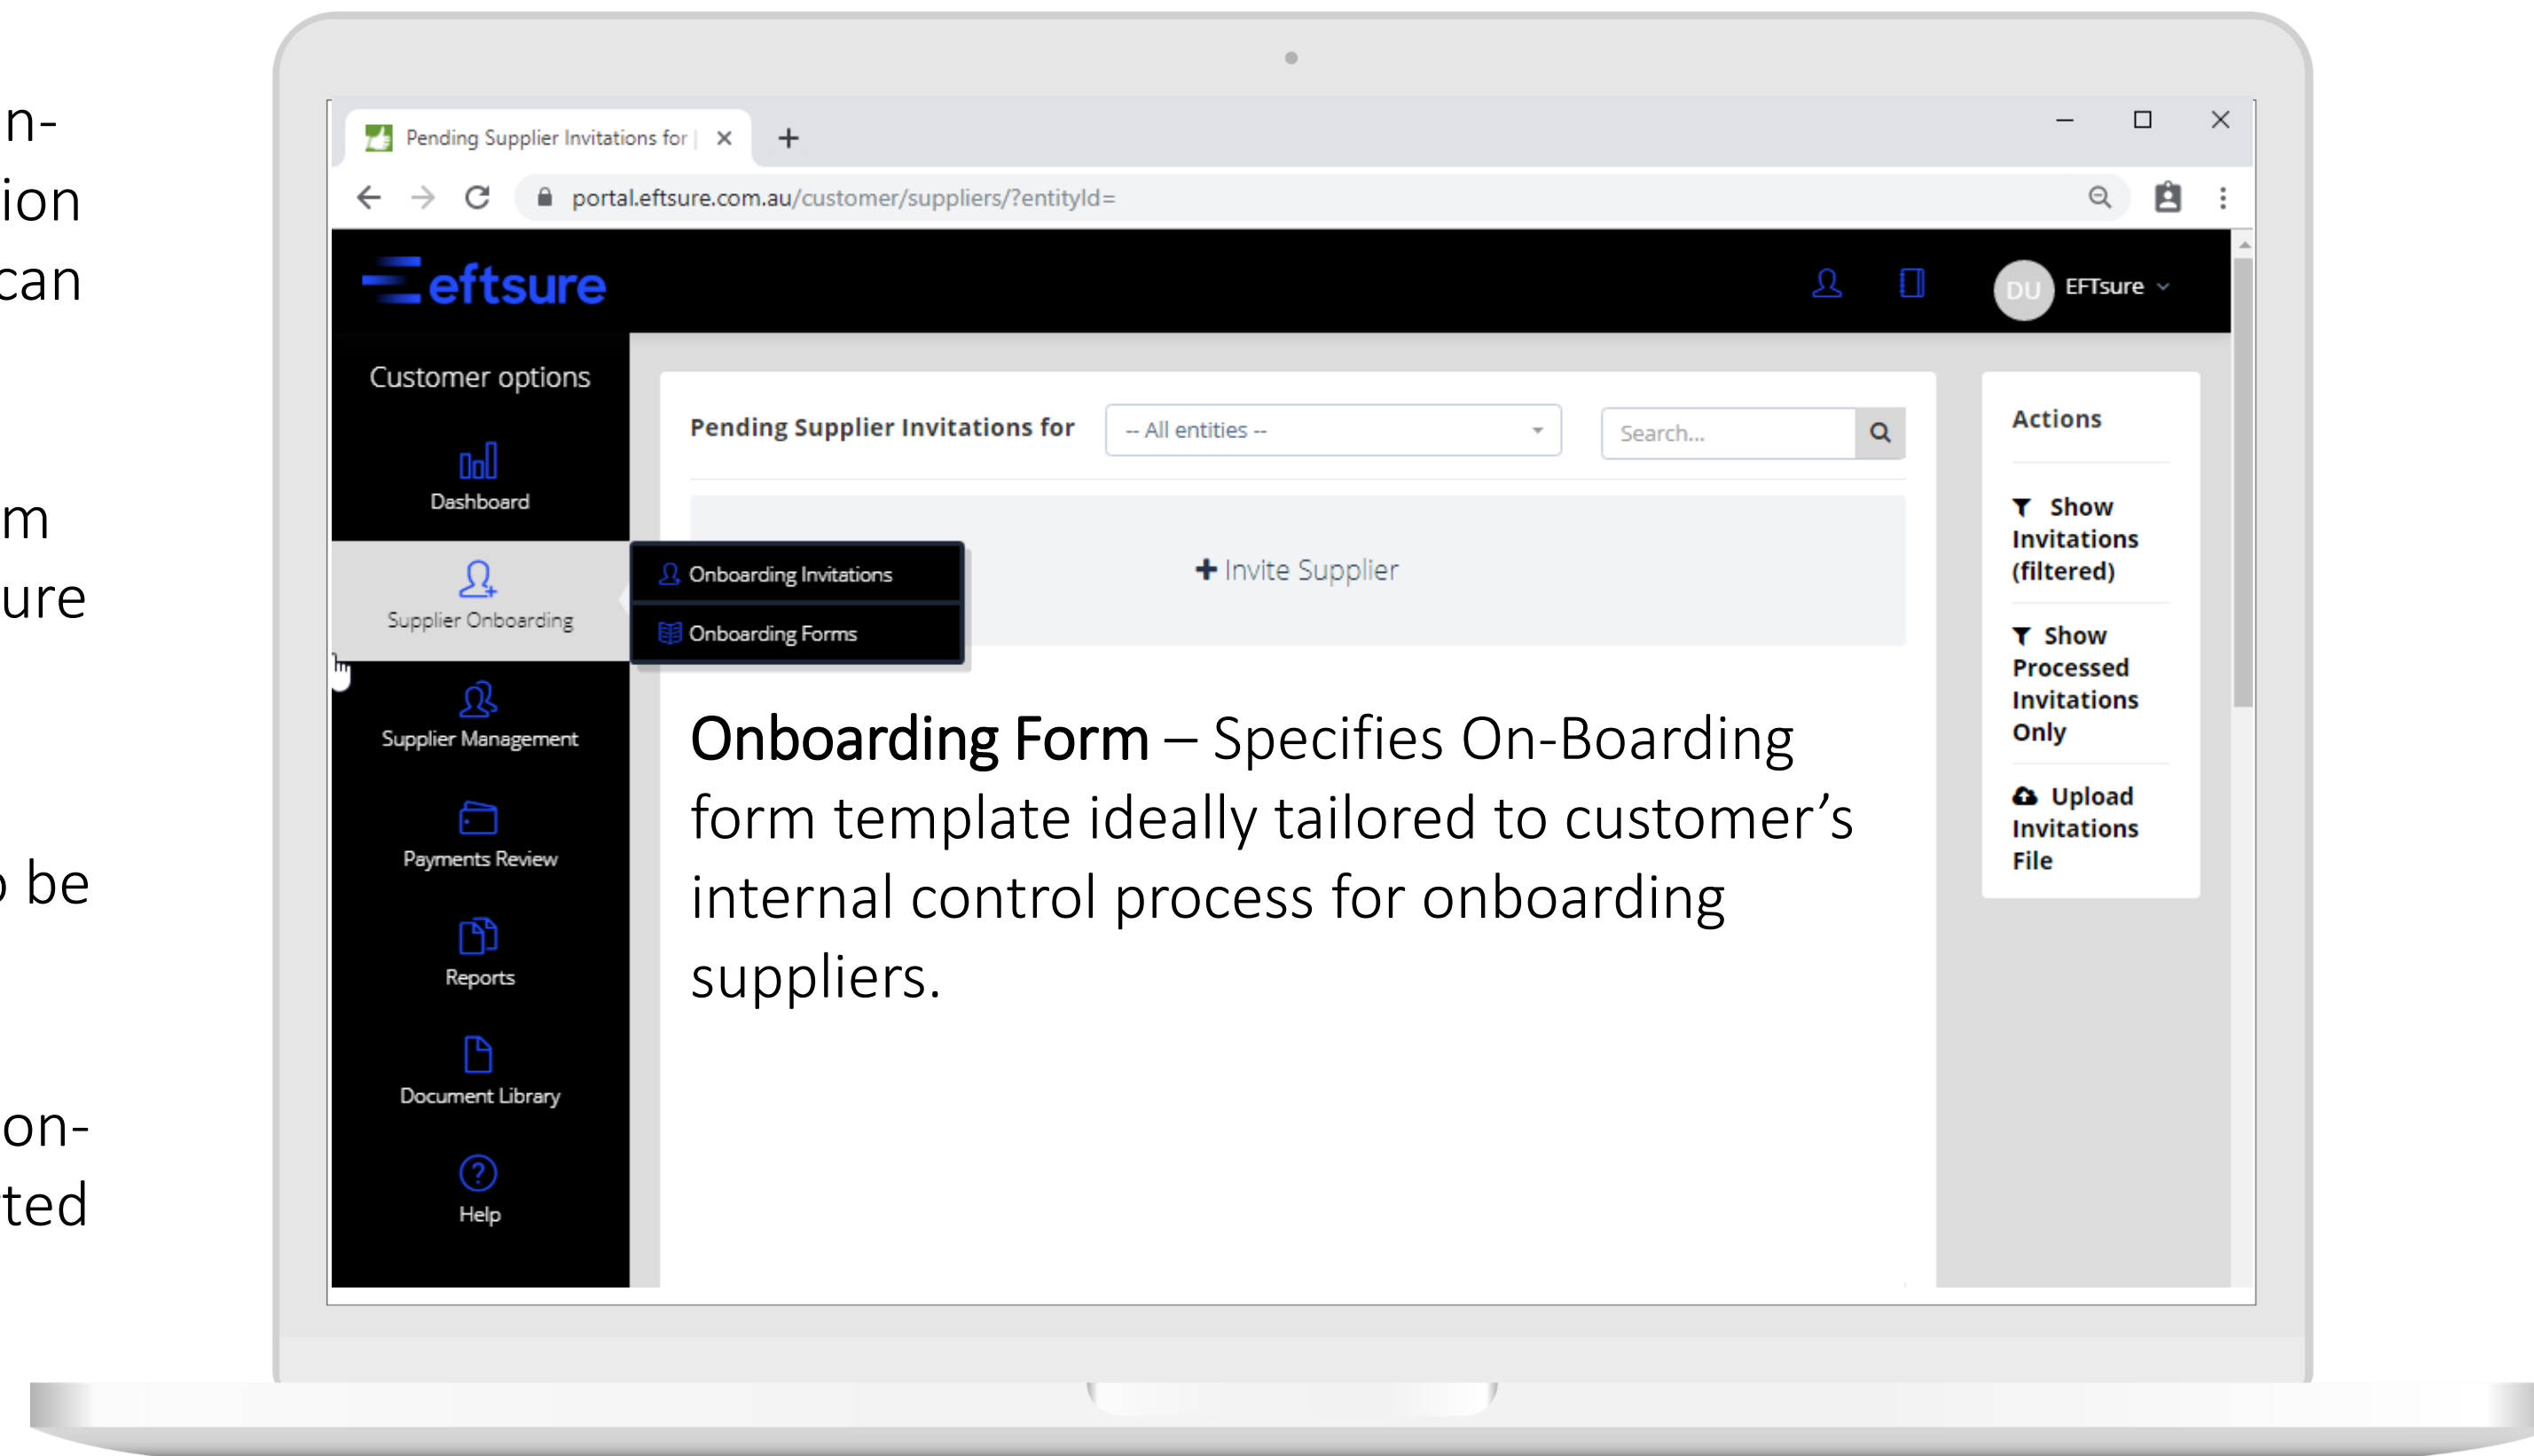 n-
ion
can
m
ure
be
on-
ted
Pending Supplier Invitations for
portal.eftsure.com.au/customer/suppliers/?entityId=
eftsure
DU
EFTsure
Customer options
Dashboard
Supplier Onboarding
Onboarding Invitations
Onboarding Forms
Supplier Management
Payments Review
Reports
Document Library
Help
Pending Supplier Invitations for
-- All entities --
Search...
+ Invite Supplier
Onboarding Form – Specifies On-Boarding
form template ideally tailored to customer’s
internal control process for onboarding
suppliers.
Actions
Show
Invitations
(filtered)
Show
Processed
Invitations
Only
Upload
Invitations
File